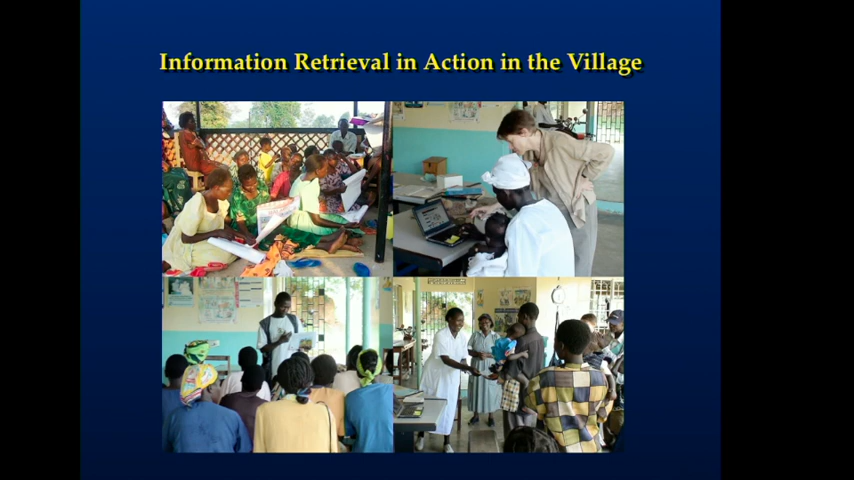 Information Retrieval in Action in the Village